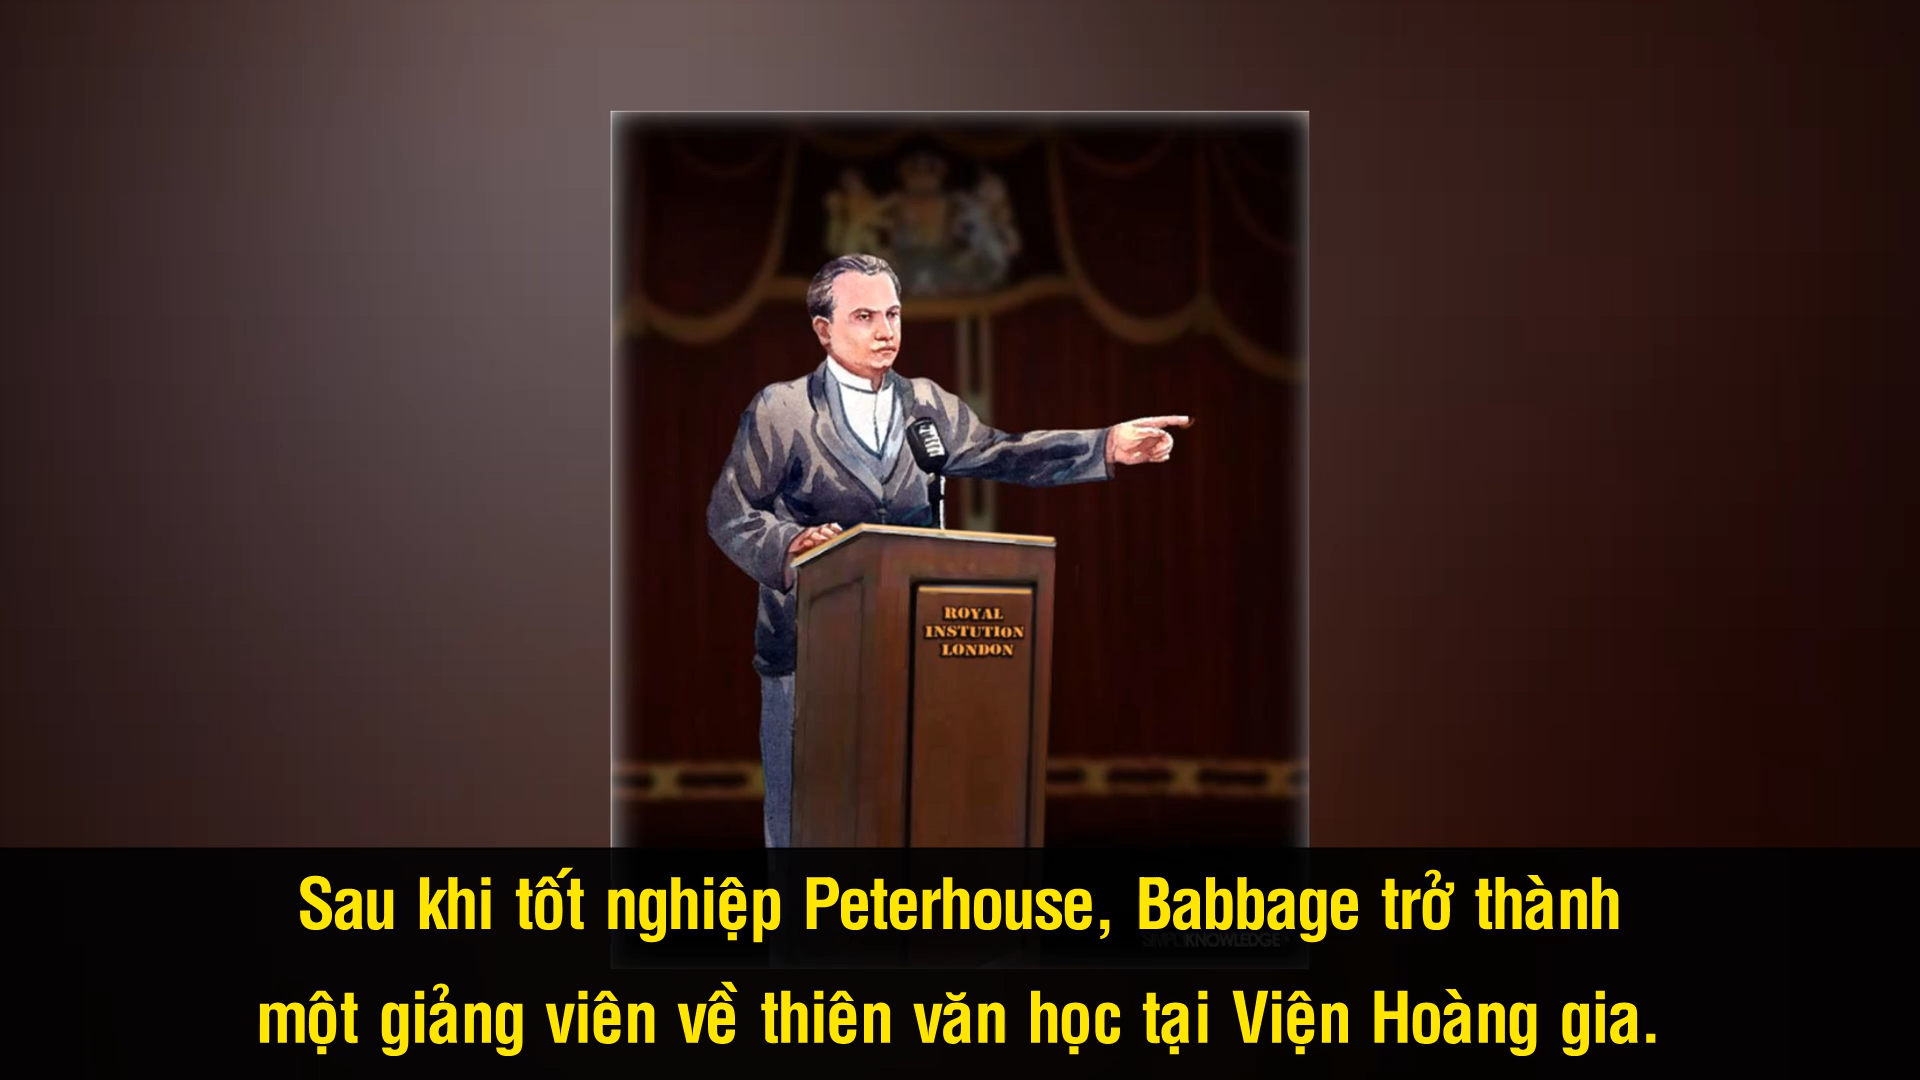 ROYAL
INSTUTION
LONDON
Sau khi tốt nghiệp Peterhouse, Babbage trở thành
SIMPLYKNOWLEDGE
một giảng viên về thiên văn học tại Viện Hoàng gia.